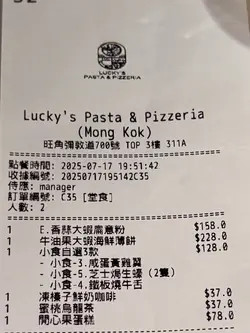 LUCKY'S
PASTA & PIZZERIA
Lucky's Pasta & Pizzeria
(Mong Kok)
旺角彌敦道700號 TOP 3樓 311A
點餐時間: 2025-07-17 19:51:42
收據編號: 20250717195142C35
侍應: manager
訂單編號: C35 [堂食]
人數: 2
1 E.香蒜大蝦扁意粉 $158.0
1 牛油果大蝦海鮮薄餅 $228.0
1 小食自選3款 $128.0
- 小食-3.咸蛋黃雞翼
- 小食-5.芝士焗生蠔 (2隻)
- 小食-4.鐵板燒牛舌
1 凍榛子鮮奶咖啡 $37.0
1 蜜桃烏龍茶 $37.0
1 開心果蛋糕 $78.0